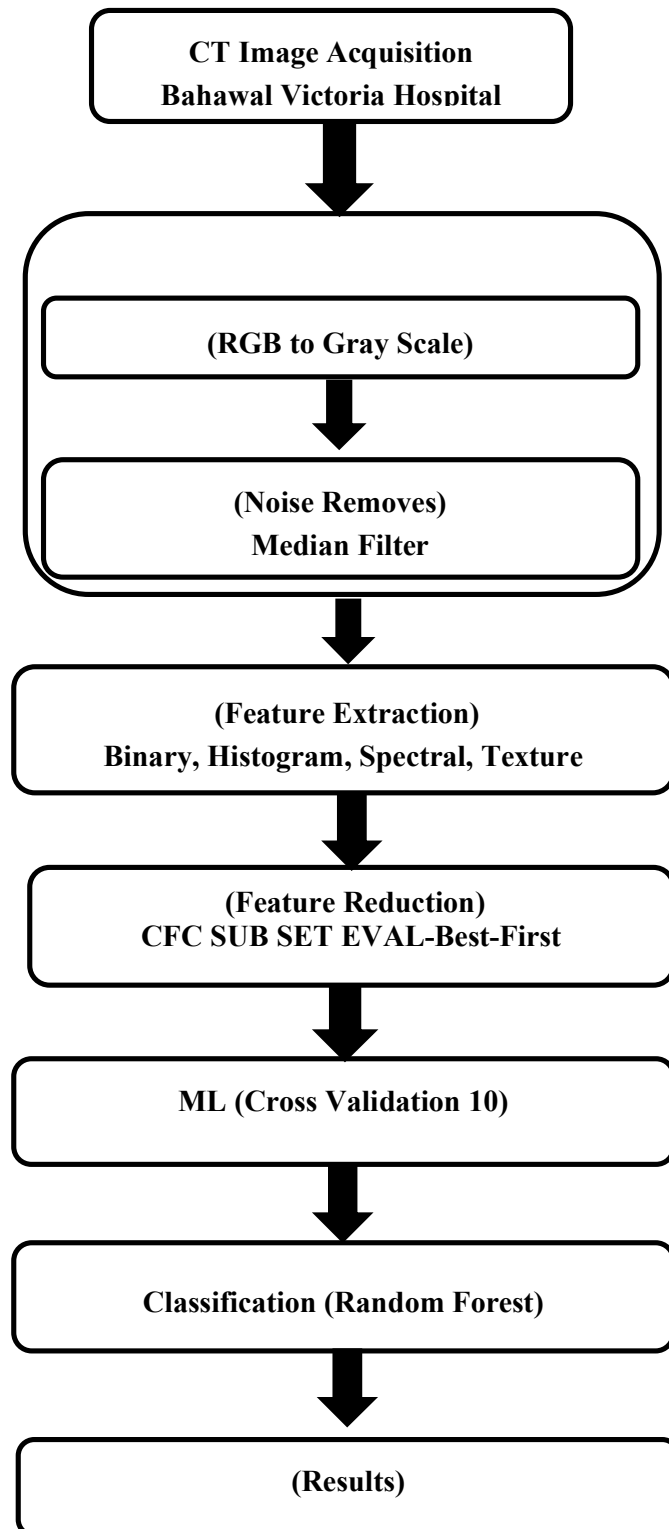 CT Image Acquisition
Bahawal Victoria Hospital
(RGB to Gray Scale)
(Noise Removes)
Median Filter
(Feature Extraction)
Binary, Histogram, Spectral, Texture
(Feature Reduction)
CFC SUB SET EVAL-Best-First
ML (Cross Validation 10)
Classification (Random Forest)
(Results)